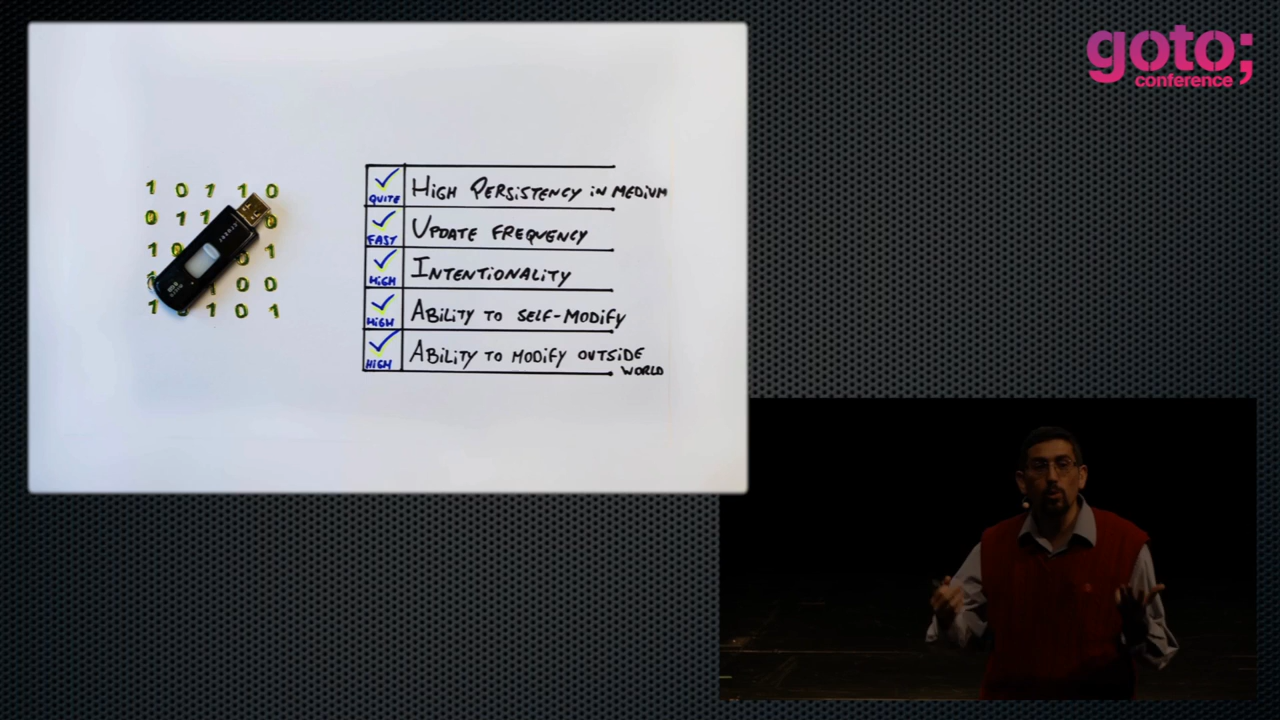 goto;
conference
1 0 1 1 0
0 1 1 0
1 0 0 1
1 0 0
1 1 0 1
cruzer
QUITE HIGH PERSISTENCY IN MEDIUM
FAST UPDATE FREQUENCY
HIGH INTENTIONALITY
HIGH ABILITY TO SELF-MODIFY
HIGH ABILITY TO MODIFY OUTSIDE
WORLD